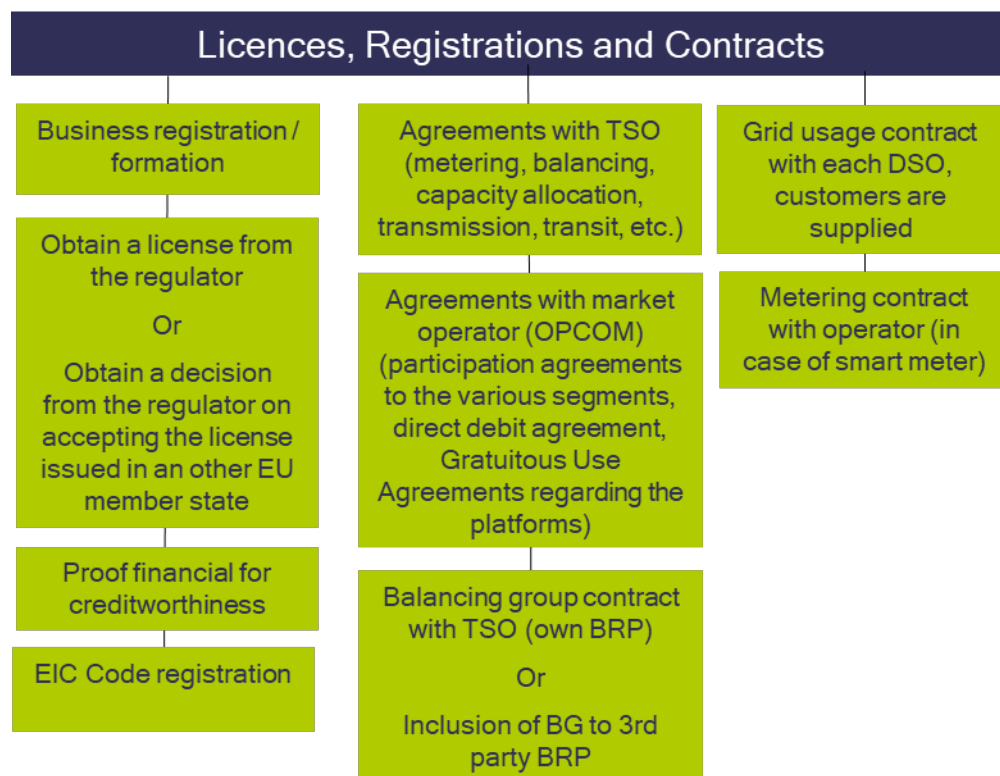 Licences, Registrations and Contracts
Business registration /
formation
Obtain a license from
the regulator
Or
Obtain a decision
from the regulator on
accepting the license
issued in an other EU
member state
Proof financial for
creditworthiness
EIC Code registration
Agreements with TSO
(metering, balancing,
capacity allocation,
transmission, transit, etc.)
Agreements with market
operator (OPCOM)
(participation agreements
to the various segments,
direct debit agreement,
Gratuitous Use
Agreements regarding the
platforms)
Balancing group contract
with TSO (own BRP)
Or
Inclusion of BG to 3rd
party BRP
Grid usage contract
with each DSO,
customers are
supplied
Metering contract
with operator (in
case of smart meter)